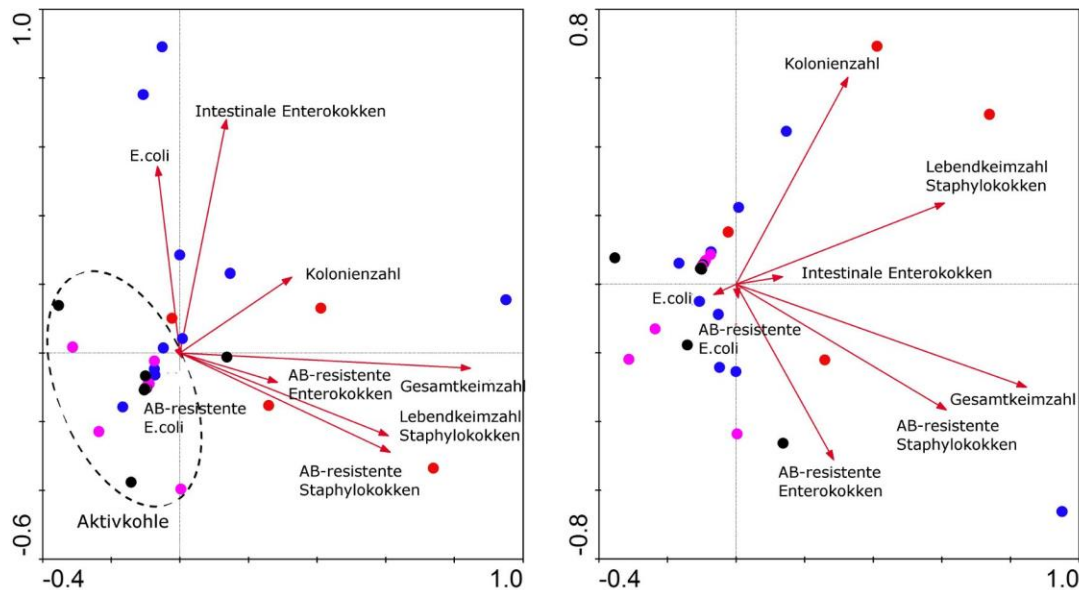 1.0
Intestinale Enterokokken
E.coli
Kolonienzahl
AB-resistente
Enterokokken
Gesamtkeimzahl
AB-resistente
E.coli
Lebendkeimzahl
Staphylokokken
AB-resistente
Staphylokokken
Aktivkohle
-0.6
-0.4
1.0
0.8
Kolonienzahl
Lebendkeimzahl
Staphylokokken
Intestinale Enterokokken
E.coli
AB-resistente
E.coli
Gesamtkeimzahl
AB-resistente
Staphylokokken
AB-resistente
Enterokokken
-0.8
-0.4
1.0